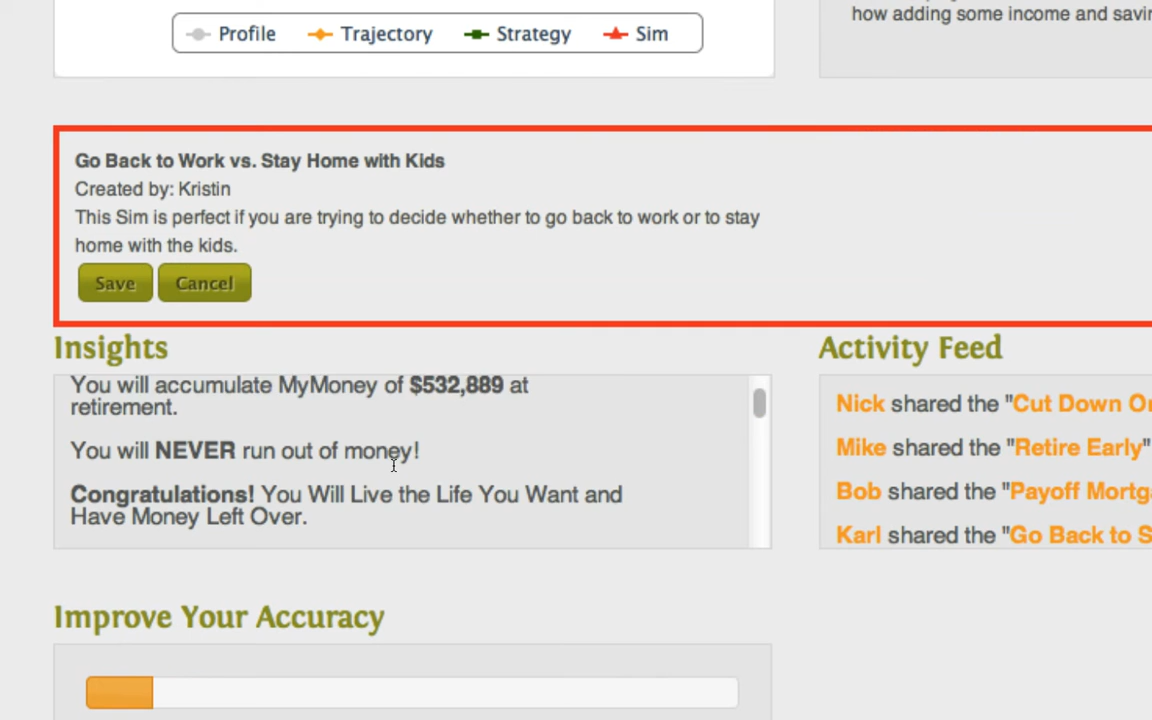 how adding some income and
Profile Trajectory Strategy Sim
Go Back to Work vs. Stay Home with Kids
Created by: Kristin
This Sim is perfect if you are trying to decide whether to go back to work or to stay
home with the kids.
Save Cancel
Insights
You will accumulate MyMoney of $532,889 at
retirement.
You will NEVER run out of money!
Congratulations! You Will Live the Life You Want and
Have Money Left Over.
Activity Feed
Nick shared the "Cut Down
Mike shared the "Retire Early"
Bob shared the "Payoff
Karl shared the "Go Back to
Improve Your Accuracy